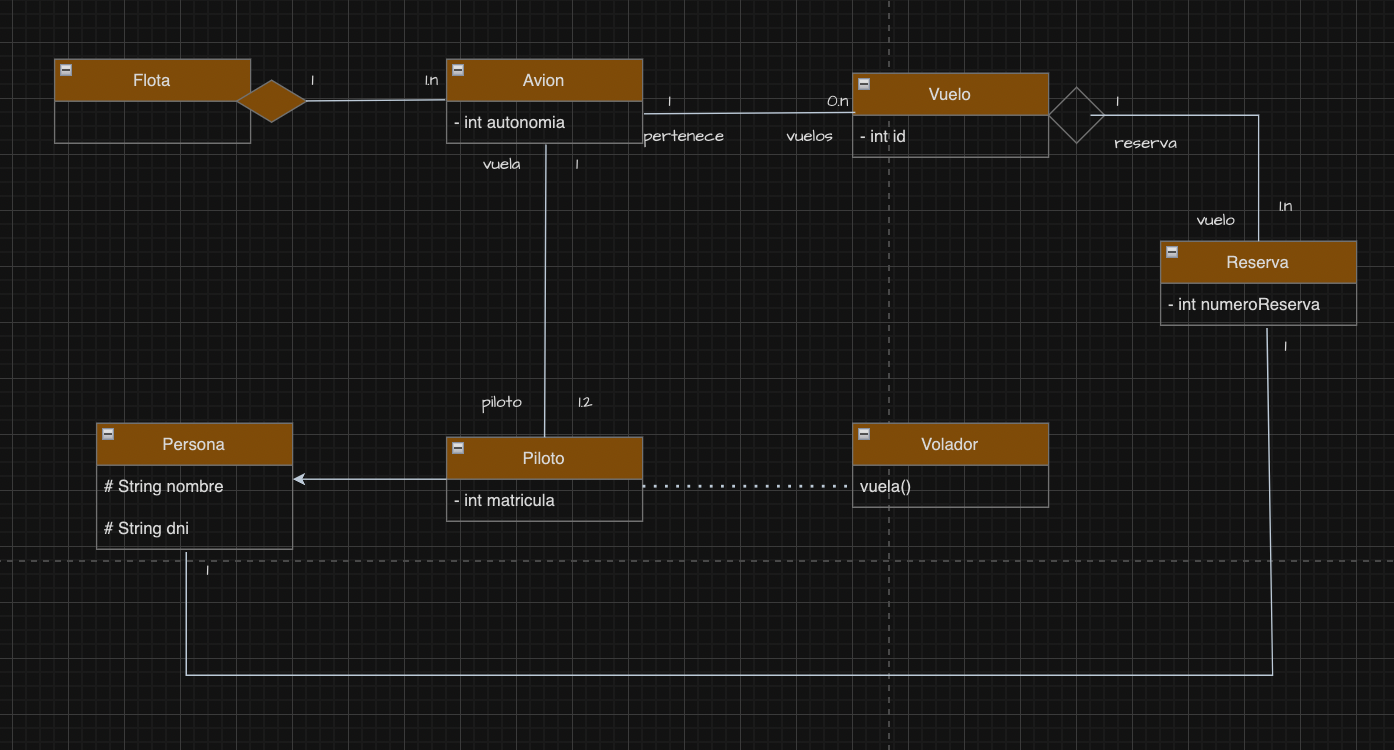 Flota
1
1.n
Avion
- int autonomia
1
0.n
pertenece
vuelos
Vuelo
- int id
1
reserva
1.n
vuelo
Reserva
- int numeroReserva
1
vuela
1
piloto
1.2
Persona
# String nombre
# String dni
1
Piloto
- int matricula
Volador
vuela()